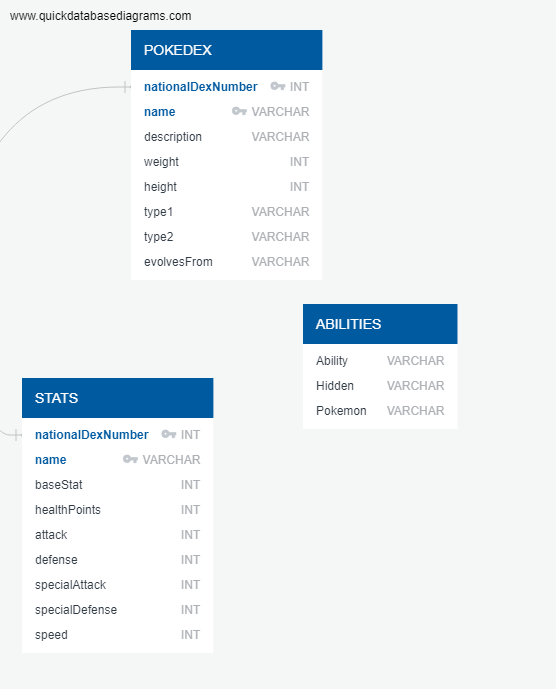 www.quickdatabasediagrams.com
POKEDEX
nationalDexNumber INT
name VARCHAR
description VARCHAR
weight INT
height INT
type1 VARCHAR
type2 VARCHAR
evolvesFrom VARCHAR
ABILITIES
Ability VARCHAR
Hidden VARCHAR
Pokemon VARCHAR
STATS
nationalDexNumber INT
name VARCHAR
baseStat INT
healthPoints INT
attack INT
defense INT
specialAttack INT
specialDefense INT
speed INT